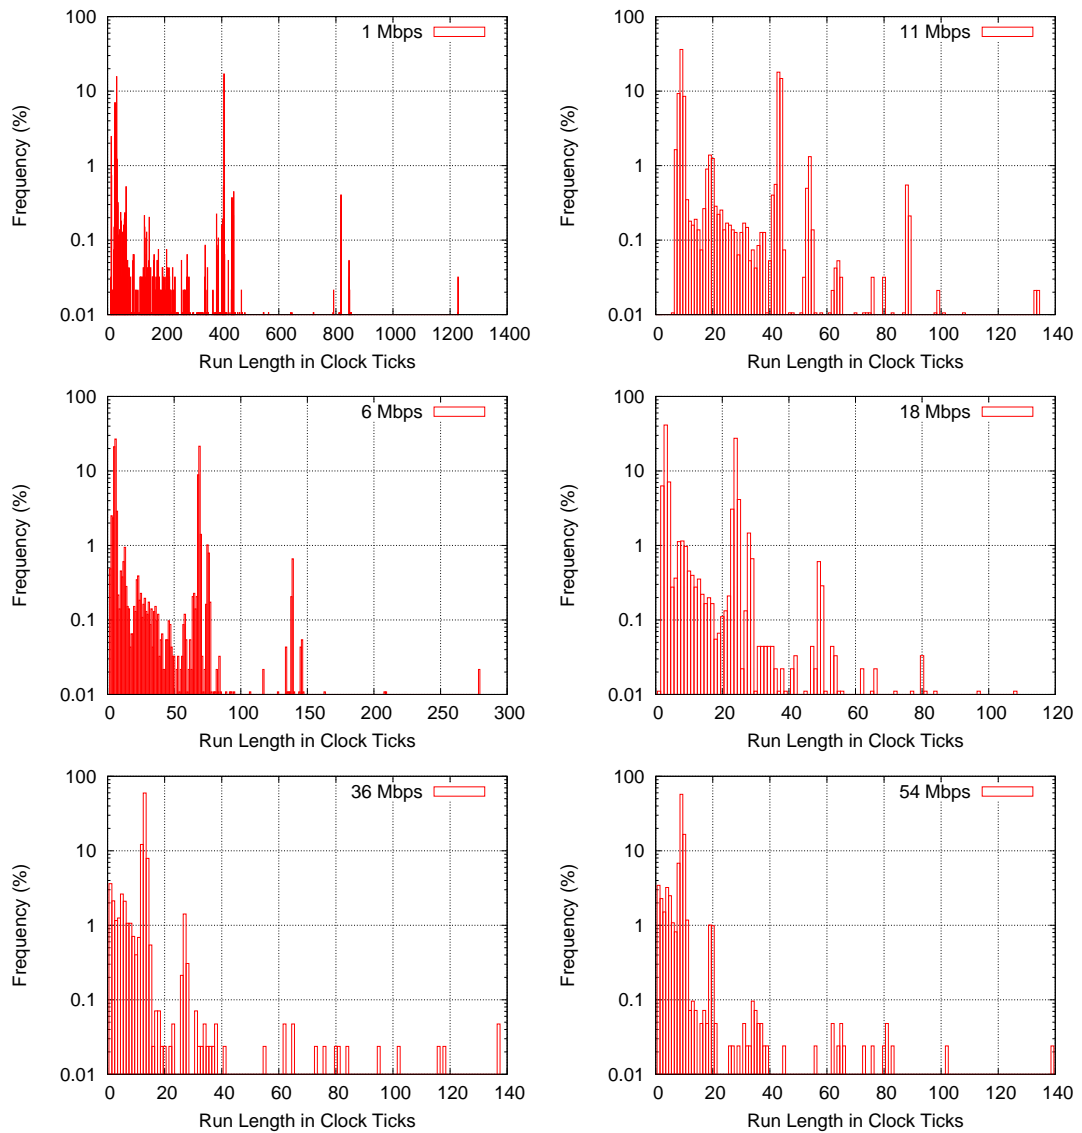 1 Mbps
Frequency (%)
100
10
1
0.1
0.01
0 200 400 600 800 1000 1200 1400
Run Length in Clock Ticks
11 Mbps
Frequency (%)
100
10
1
0.1
0.01
0 20 40 60 80 100 120 140
Run Length in Clock Ticks
6 Mbps
Frequency (%)
100
10
1
0.1
0.01
0 50 100 150 200 250 300
Run Length in Clock Ticks
18 Mbps
Frequency (%)
100
10
1
0.1
0.01
0 20 40 60 80 100 120
Run Length in Clock Ticks
36 Mbps
Frequency (%)
100
10
1
0.1
0.01
0 20 40 60 80 100 120 140
Run Length in Clock Ticks
54 Mbps
Frequency (%)
100
10
1
0.1
0.01
0 20 40 60 80 100 120 140
Run Length in Clock Ticks